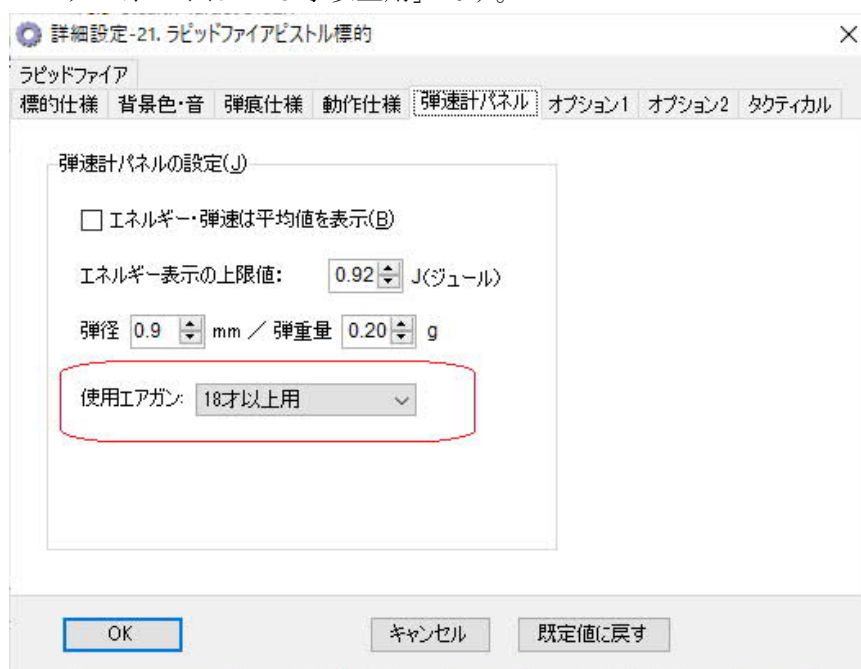 詳細設定-21. ラピッドファイアピストル標的
ラピッドファイア
標的仕様 背景色・音 弾痕仕様 動作仕様 弾速計パネル オプション1 オプション2 タクティカル
弾速計パネルの設定(J)
エネルギー・弾速は平均値を表示(B)
エネルギー表示の上限値: 0.92 J(ジュール)
弾径 0.9 mm / 弾重量 0.20 g
使用エアガン: 18才以上用
OK キャンセル 既定値に戻す